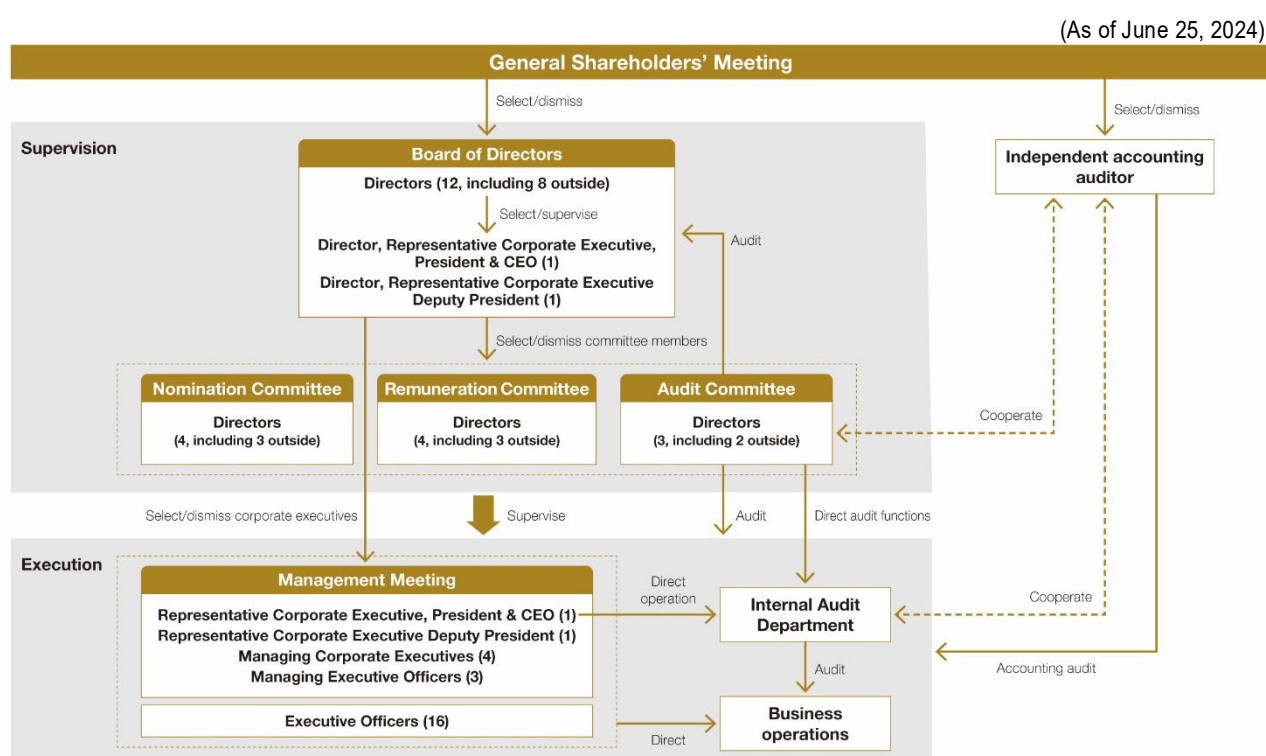 (As of June 25, 2024)
General Shareholders' Meeting
Select/dismiss
Select/dismiss
Supervision
Board of Directors
Directors (12, including 8 outside)
Select/supervise
Director, Representative Corporate Executive,
President & CEO (1)
Director, Representative Corporate Executive
Deputy President (1)
Audit
Independent accounting
auditor
Select/dismiss committee members
Nomination Committee
Directors
(4, including 3 outside)
Remuneration Committee
Directors
(4, including 3 outside)
Audit Committee
Directors
(3, including 2 outside)
Cooperate
Select/dismiss corporate executives
Supervise
Audit
Direct audit functions
Execution
Management Meeting
Representative Corporate Executive, President & CEO (1)
Representative Corporate Executive Deputy President (1)
Managing Corporate Executives (4)
Managing Executive Officers (3)
Executive Officers (16)
Direct
operation
Internal Audit
Department
Cooperate
Audit
Accounting audit
Direct
Business
operations